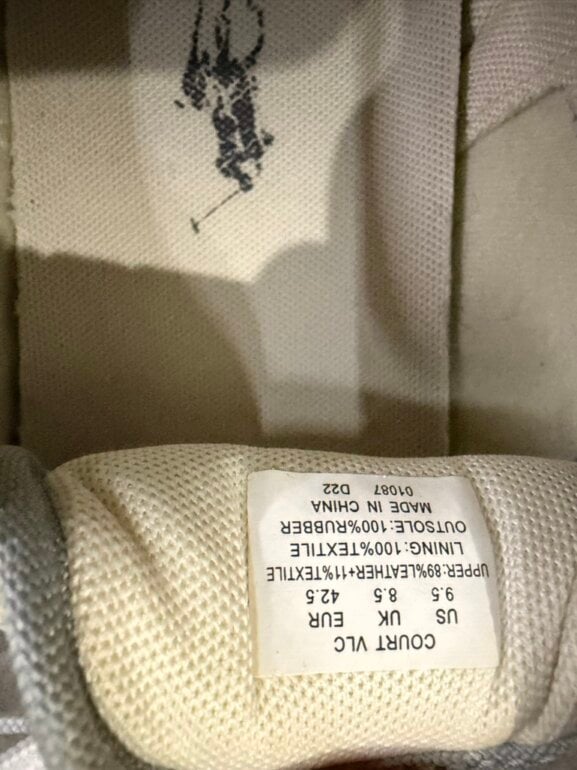 COURT VLC
US UK EUR
9.5 8.5 42.5
UPPER:89%LEATHER+11%TEXTILE
LINING:100%TEXTILE
OUTSOLE:100%RUBBER
MADE IN CHINA
01087 D22